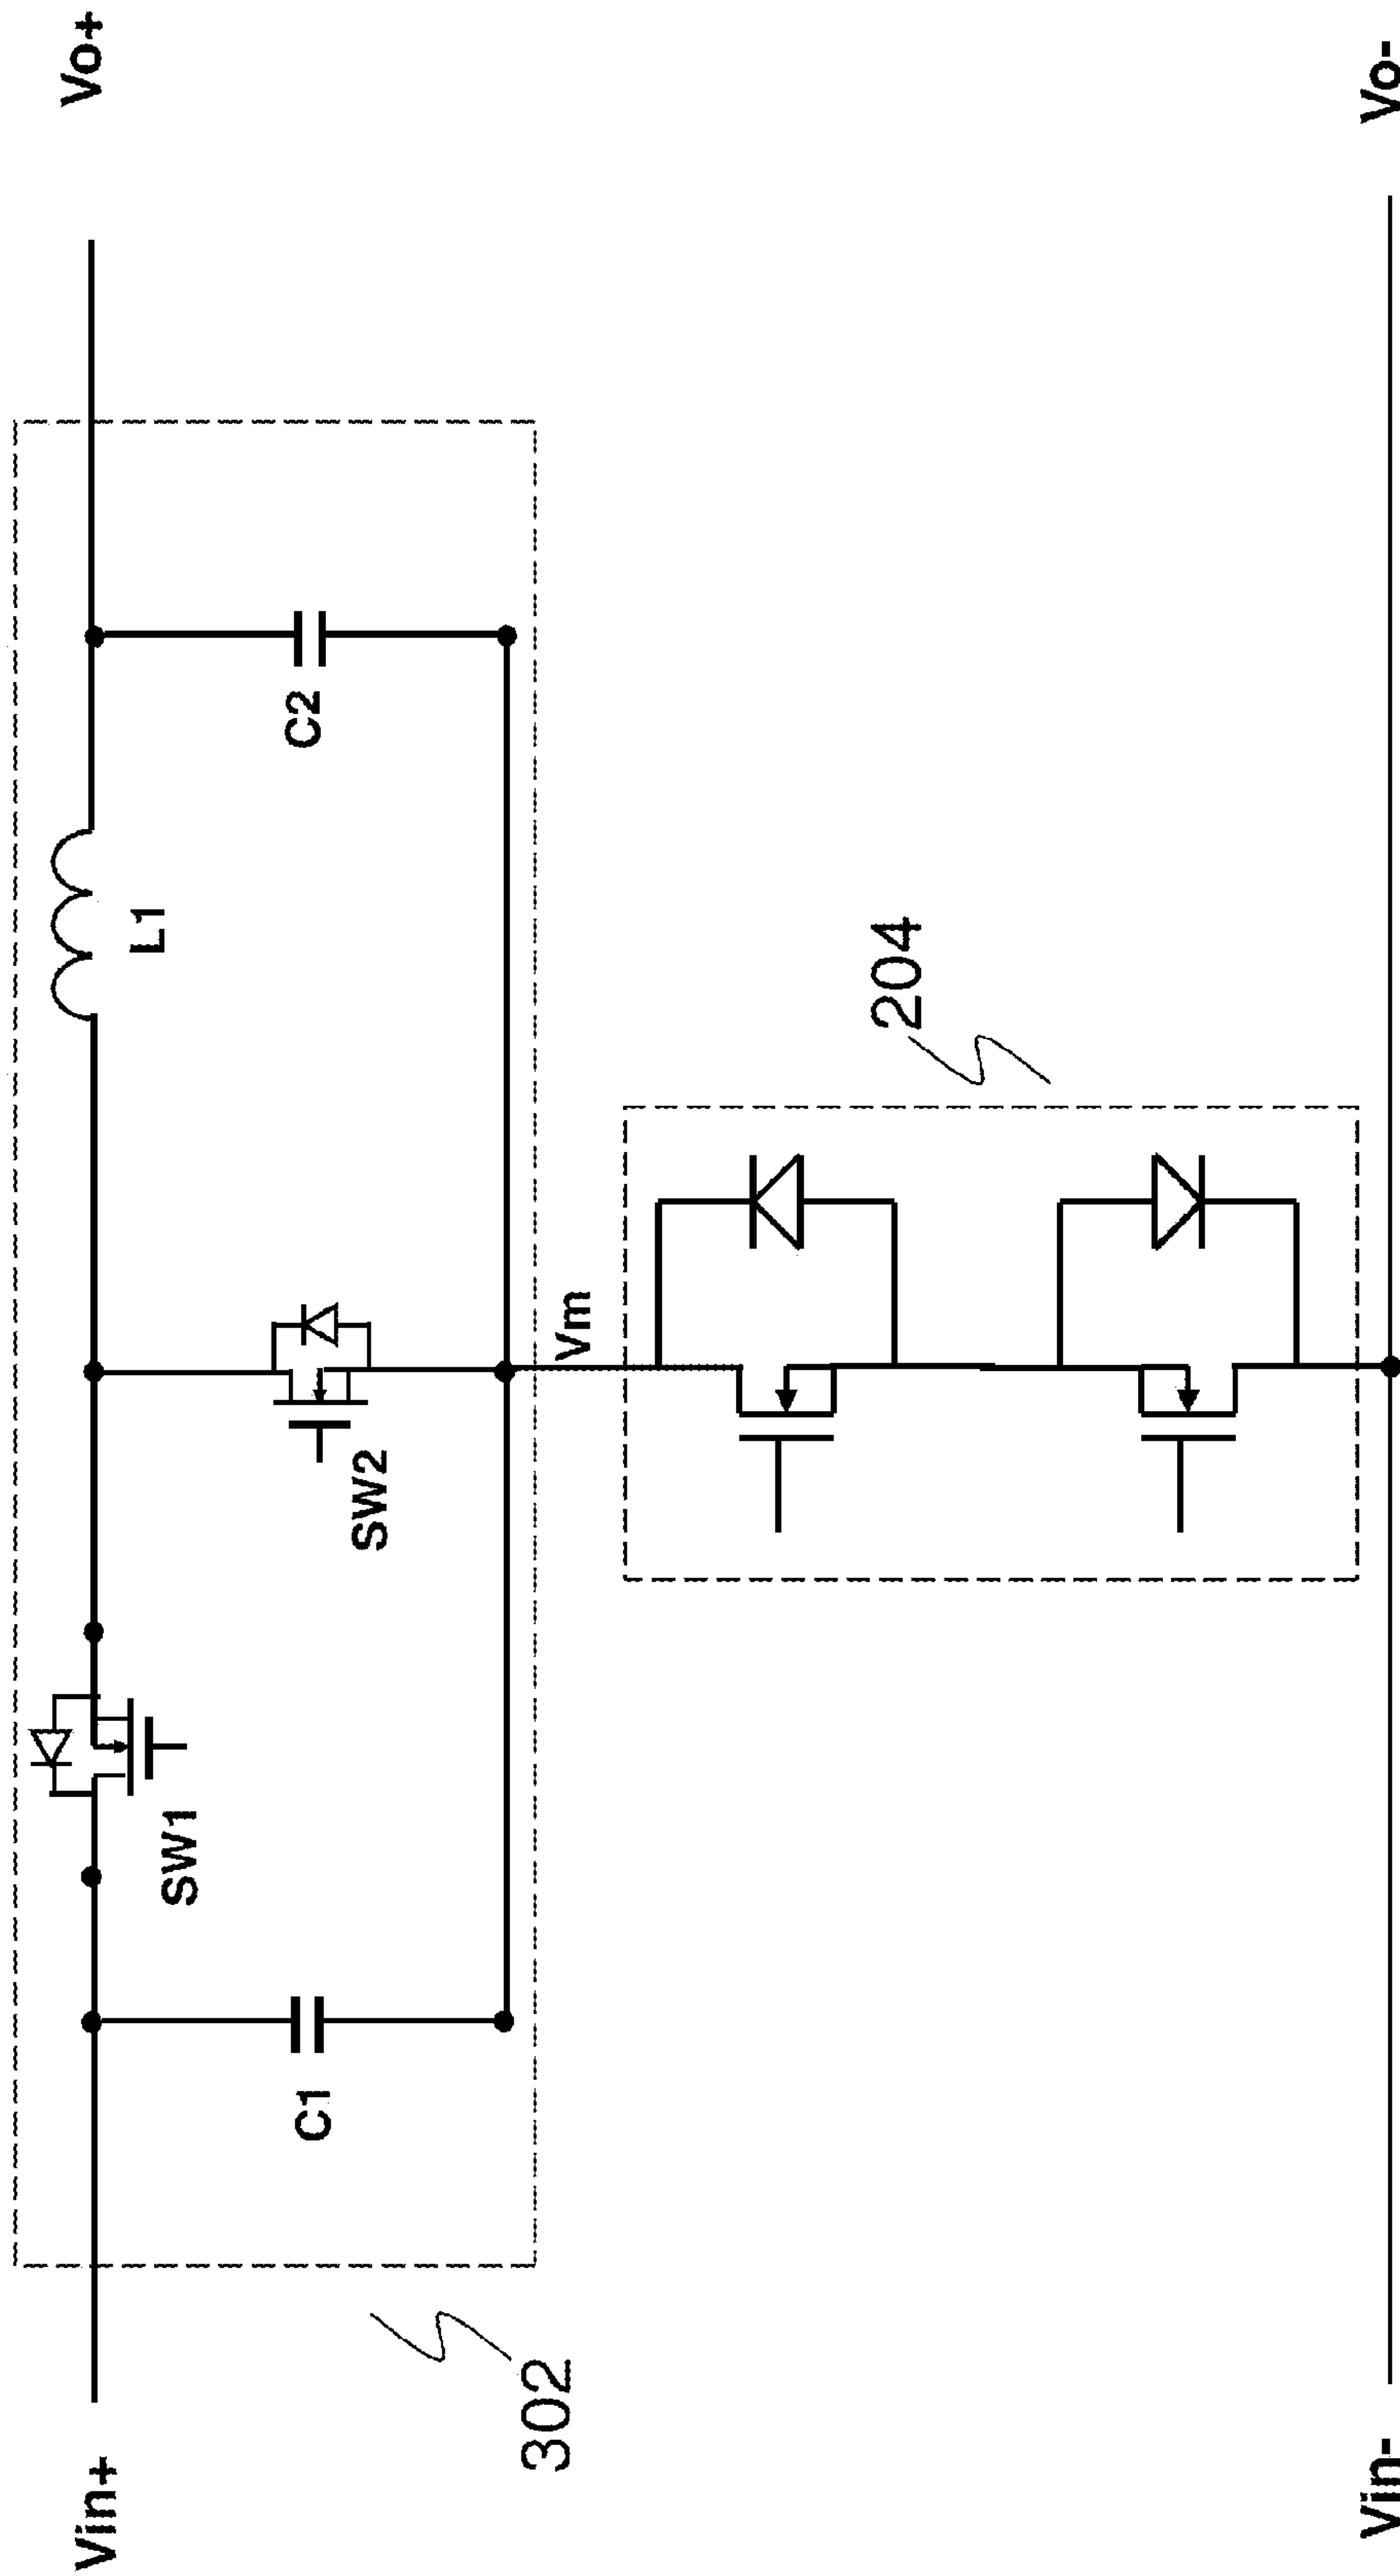 Vin+
Vo+
SW1
L1
SW2
C1
C2
302
Vm
204
Vin-
Vo-